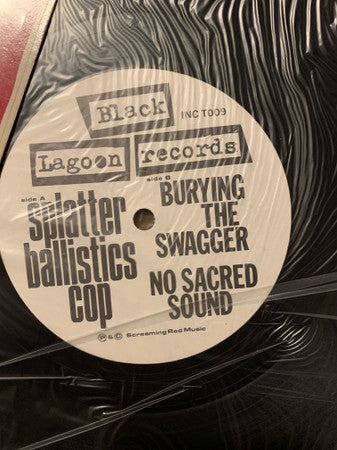 Black
INC T009
Lagoon records
side A
splatter
ballistics
cop
side B
BURYING
THE
SWAGGER
NO SACRED
SOUND
℗ & © Screaming Red Music